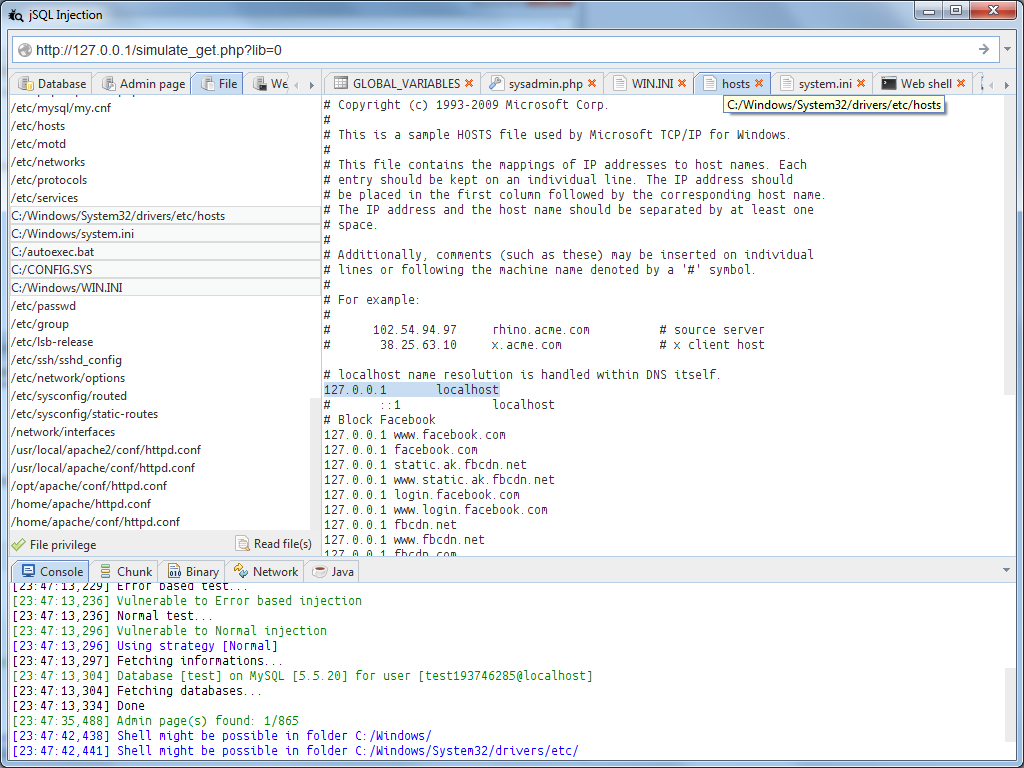 jSQL Injection
http://127.0.0.1/simulate_get.php?lib=0
Database Admin page File We
GLOBAL_VARIABLES sysadmin.php WIN.INI hosts system.ini Web shell
C:/Windows/System32/drivers/etc/hosts
/etc/mysql/my.cnf
/etc/hosts
/etc/motd
/etc/networks
/etc/protocols
/etc/services
C:/Windows/System32/drivers/etc/hosts
C:/Windows/system.ini
C:/autoexec.bat
C:/CONFIG.SYS
C:/Windows/WIN.INI
/etc/passwd
/etc/group
/etc/lsb-release
/etc/ssh/sshd_config
/etc/network/options
/etc/sysconfig/routed
/etc/sysconfig/static-routes
/network/interfaces
/usr/local/apache2/conf/httpd.conf
/usr/local/apache/conf/httpd.conf
/opt/apache/conf/httpd.conf
/home/apache/httpd.conf
/home/apache/conf/httpd.conf
File privilege Read file(s)
# Copyright (c) 1993-2009 Microsoft Corp.
#
# This is a sample HOSTS file used by Microsoft TCP/IP for Windows.
#
# This file contains the mappings of IP addresses to host names. Each
# entry should be kept on an individual line. The IP address should
# be placed in the first column followed by the corresponding host name.
# The IP address and the host name should be separated by at least one
# space.
#
# Additionally, comments (such as these) may be inserted on individual
# lines or following the machine name denoted by a '#' symbol.
#
# For example:
#
# 102.54.94.97 rhino.acme.com # source server
# 38.25.63.10 x.acme.com # x client host
# localhost name resolution is handled within DNS itself.
127.0.0.1 localhost
# ::1 localhost
# Block Facebook
127.0.0.1 www.facebook.com
127.0.0.1 facebook.com
127.0.0.1 static.ak.fbcdn.net
127.0.0.1 www.static.ak.fbcdn.net
127.0.0.1 login.facebook.com
127.0.0.1 www.login.facebook.com
127.0.0.1 fbcdn.net
127.0.0.1 www.fbcdn.net
127.0.0.1 fbcdn.com
Console Chunk Binary Network Java
[23:47:13,229] Error based test...
[23:47:13,236] Vulnerable to Error based injection
[23:47:13,236] Normal test...
[23:47:13,296] Vulnerable to Normal injection
[23:47:13,296] Using strategy [Normal]
[23:47:13,297] Fetching informations...
[23:47:13,304] Database [test] on MySQL [5.5.20] for user [test193746285@localhost]
[23:47:13,304] Fetching databases...
[23:47:13,334] Done
[23:47:35,488] Admin page(s) found: 1/865
[23:47:42,438] Shell might be possible in folder C:/Windows/
[23:47:42,441] Shell might be possible in folder C:/Windows/System32/drivers/etc/